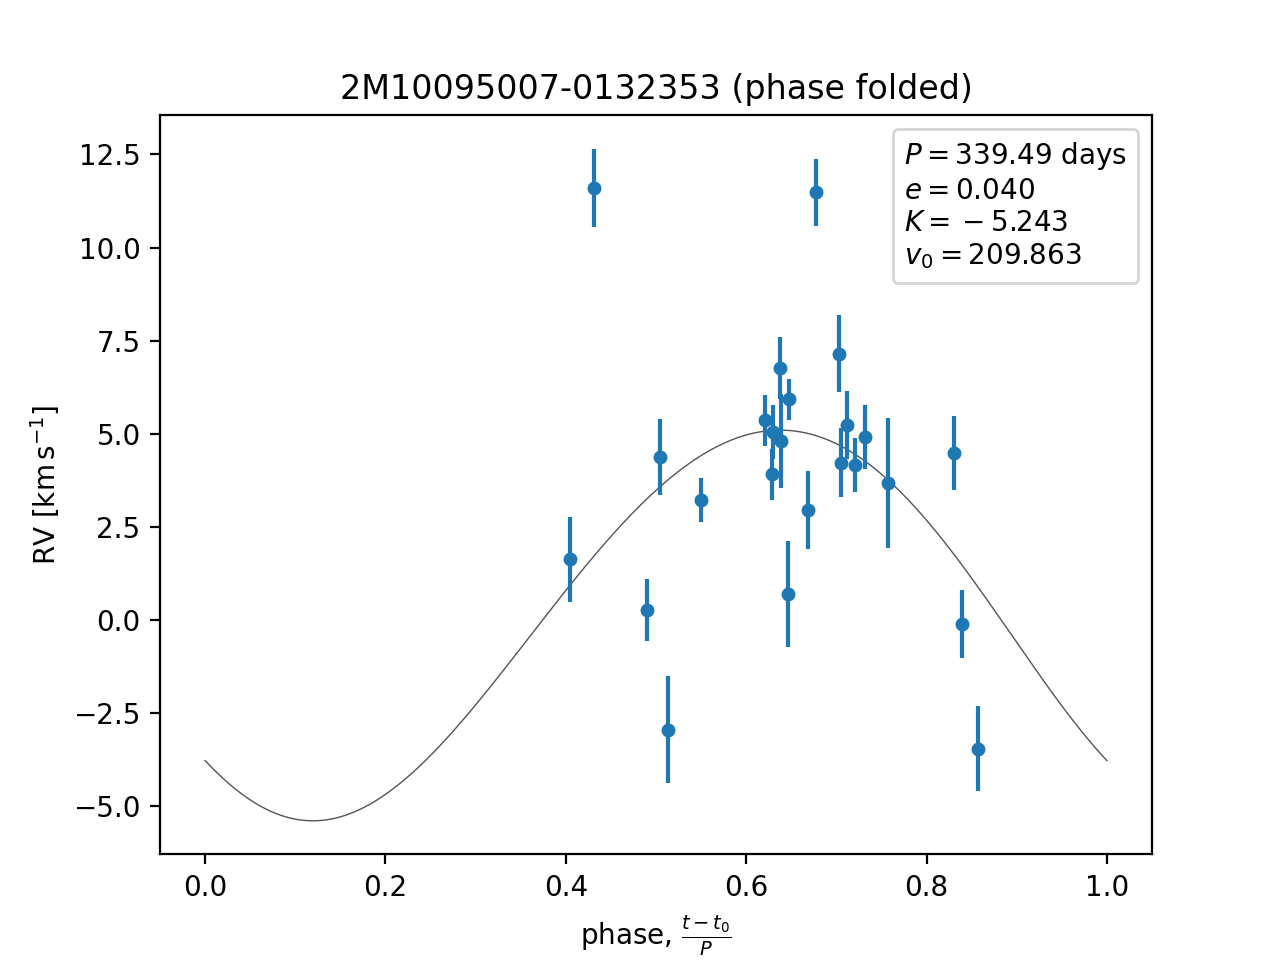 2M10095007-0132353 (phase folded)
P = 339.49 days
e = 0.040
K = −5.243
v₀ = 209.863
12.5
10.0
7.5
5.0
2.5
0.0
−2.5
−5.0
RV [km s⁻¹]
0.0 0.2 0.4 0.6 0.8 1.0
phase, (t − t₀)/P